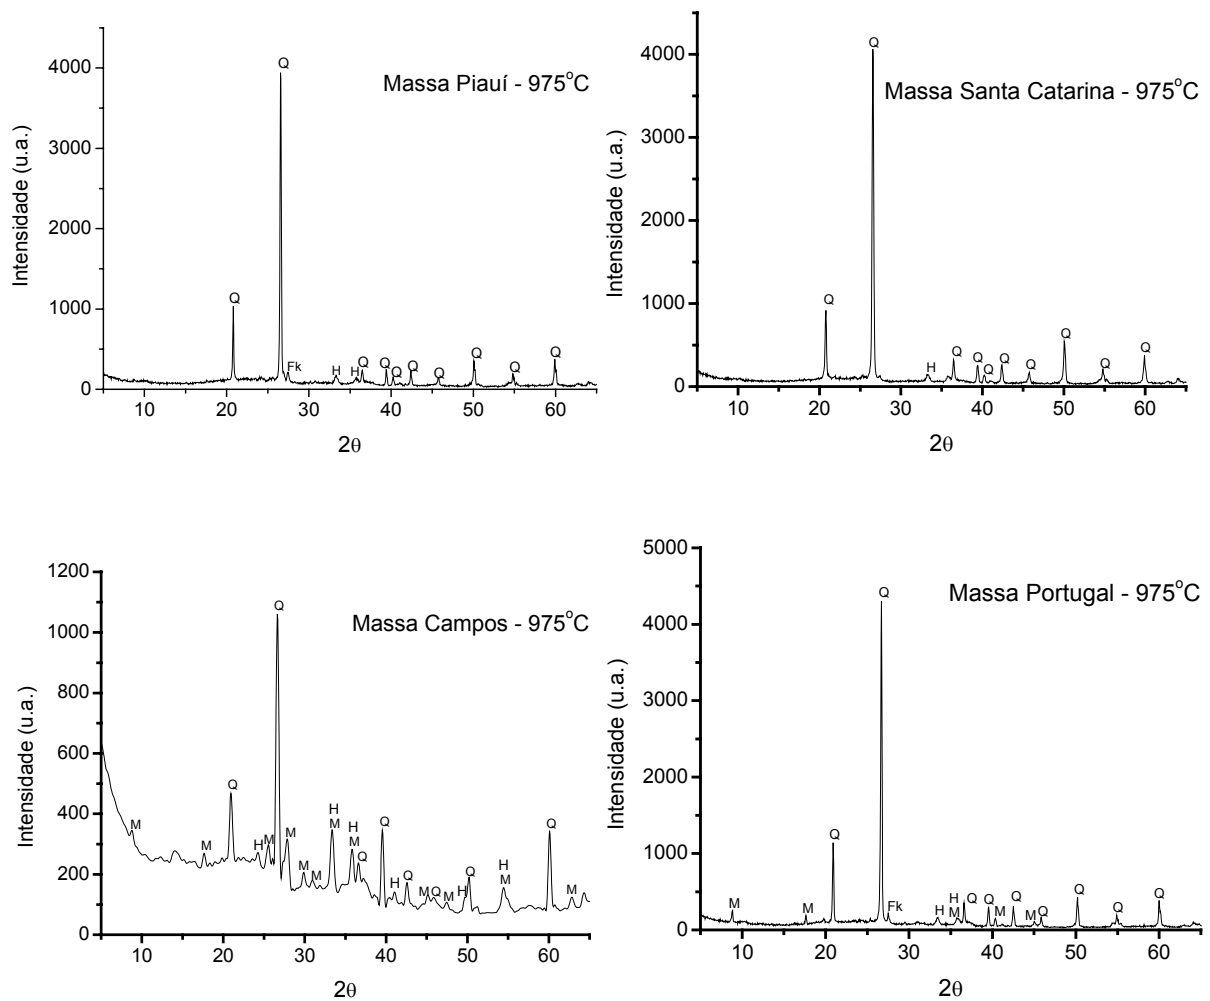 Massa Piauí - 975°C
Intensidade (u.a.)
4000
3000
2000
1000
0
Q
Q
Fk
H
H
Q
Q
Q
Q
Q
Q
Q
Q
10 20 30 40 50 60
2θ
Massa Santa Catarina - 975°C
Intensidade (u.a.)
4000
3000
2000
1000
0
Q
Q
H
Q
Q
Q
Q
Q
Q
Q
Q
10 20 30 40 50 60
2θ
Massa Campos - 975°C
Intensidade (u.a.)
1200
1000
800
600
400
200
0
M
M
Q
H
M
Q
M
M
M
H
M
H
M
Q
Q
H
Q
M
Q
M
H
Q
H
M
Q
M
10 20 30 40 50 60
2θ
Massa Portugal - 975°C
Intensidade (u.a.)
5000
4000
3000
2000
1000
0
M
M
Q
Q
Fk
H
H
M
Q
Q
M
Q
M
Q
Q
Q
Q
10 20 30 40 50 60
2θ